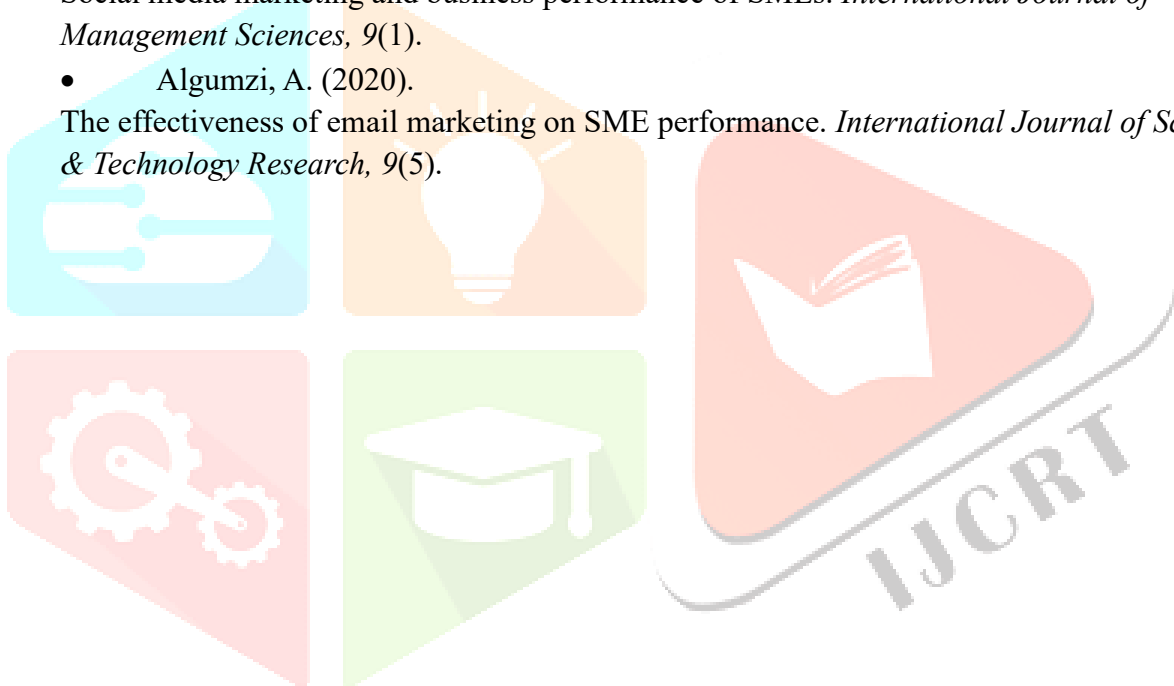 Social media marketing and business performance of SMEs. International Journal of
Management Sciences, 9(1).
• Algumzi, A. (2020).
The effectiveness of email marketing on SME performance. International Journal of
& Technology Research, 9(5).
IJCRT